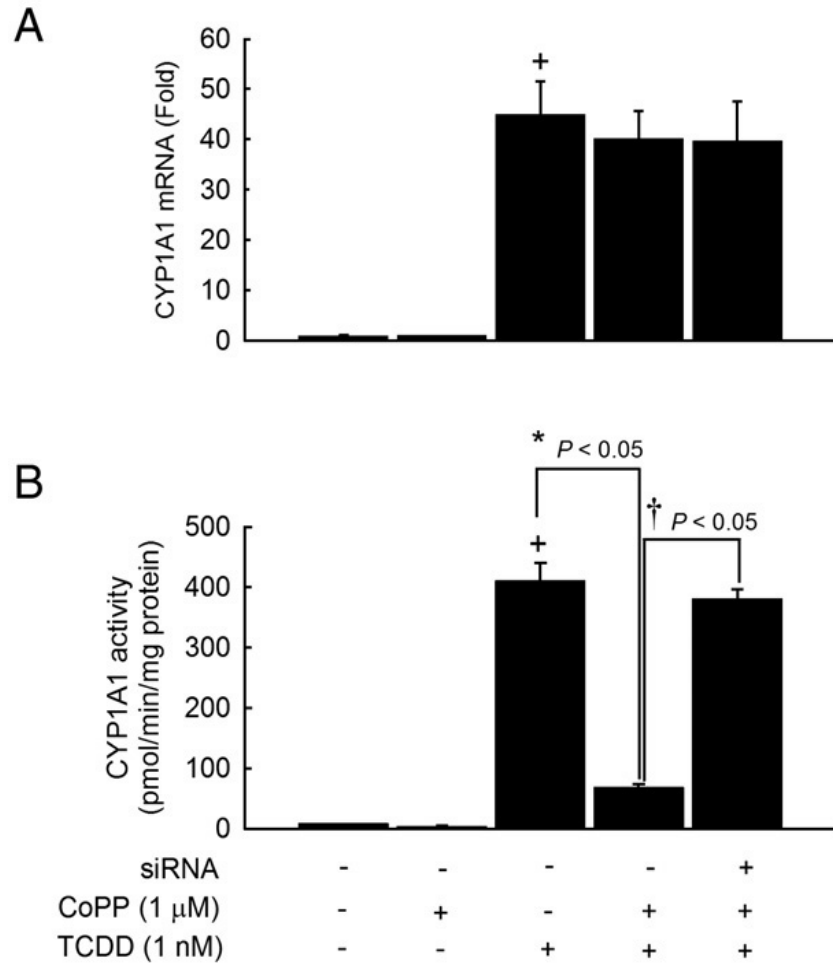 A
CYP1A1 mRNA (Fold)
60
50
40
30
20
10
0
+
B
CYP1A1 activity
(pmol/min/mg protein)
500
400
300
200
100
0
* P < 0.05
† P < 0.05
+
siRNA - - - - +
CoPP (1 μM) - + - + +
TCDD (1 nM) - - + + +